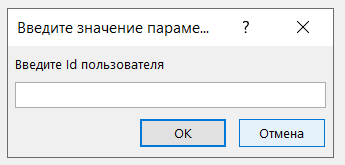 Введите значение параме... ?
Введите Id пользователя
OK
Отмена